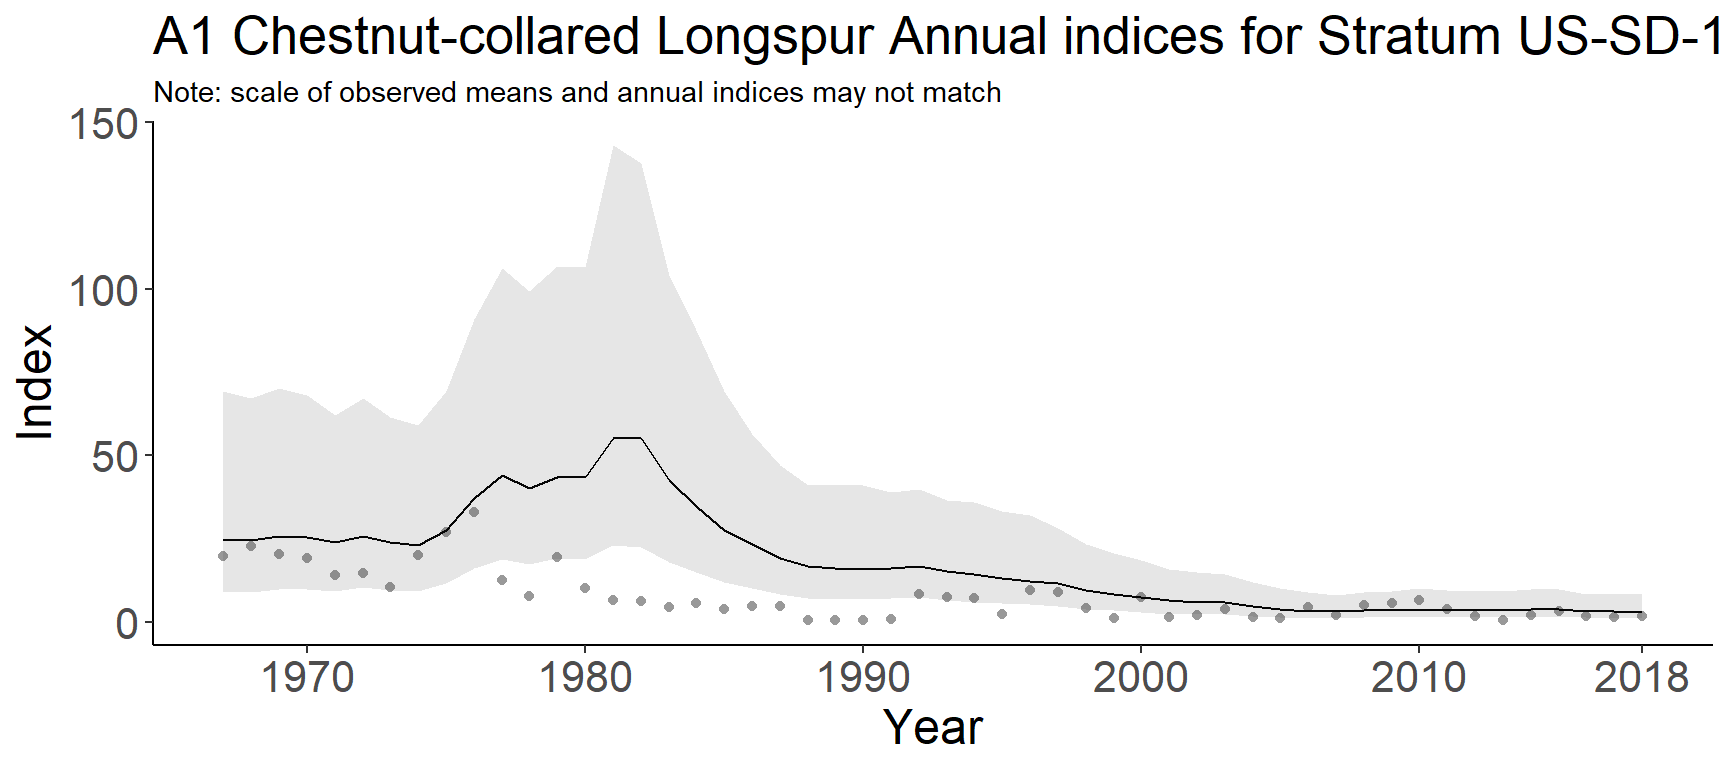 A1 Chestnut-collared Longspur Annual indices for Stratum US-SD-1
Note: scale of observed means and annual indices may not match
150
100
50
0
Index
1970 1980 1990 2000 2010 2018
Year